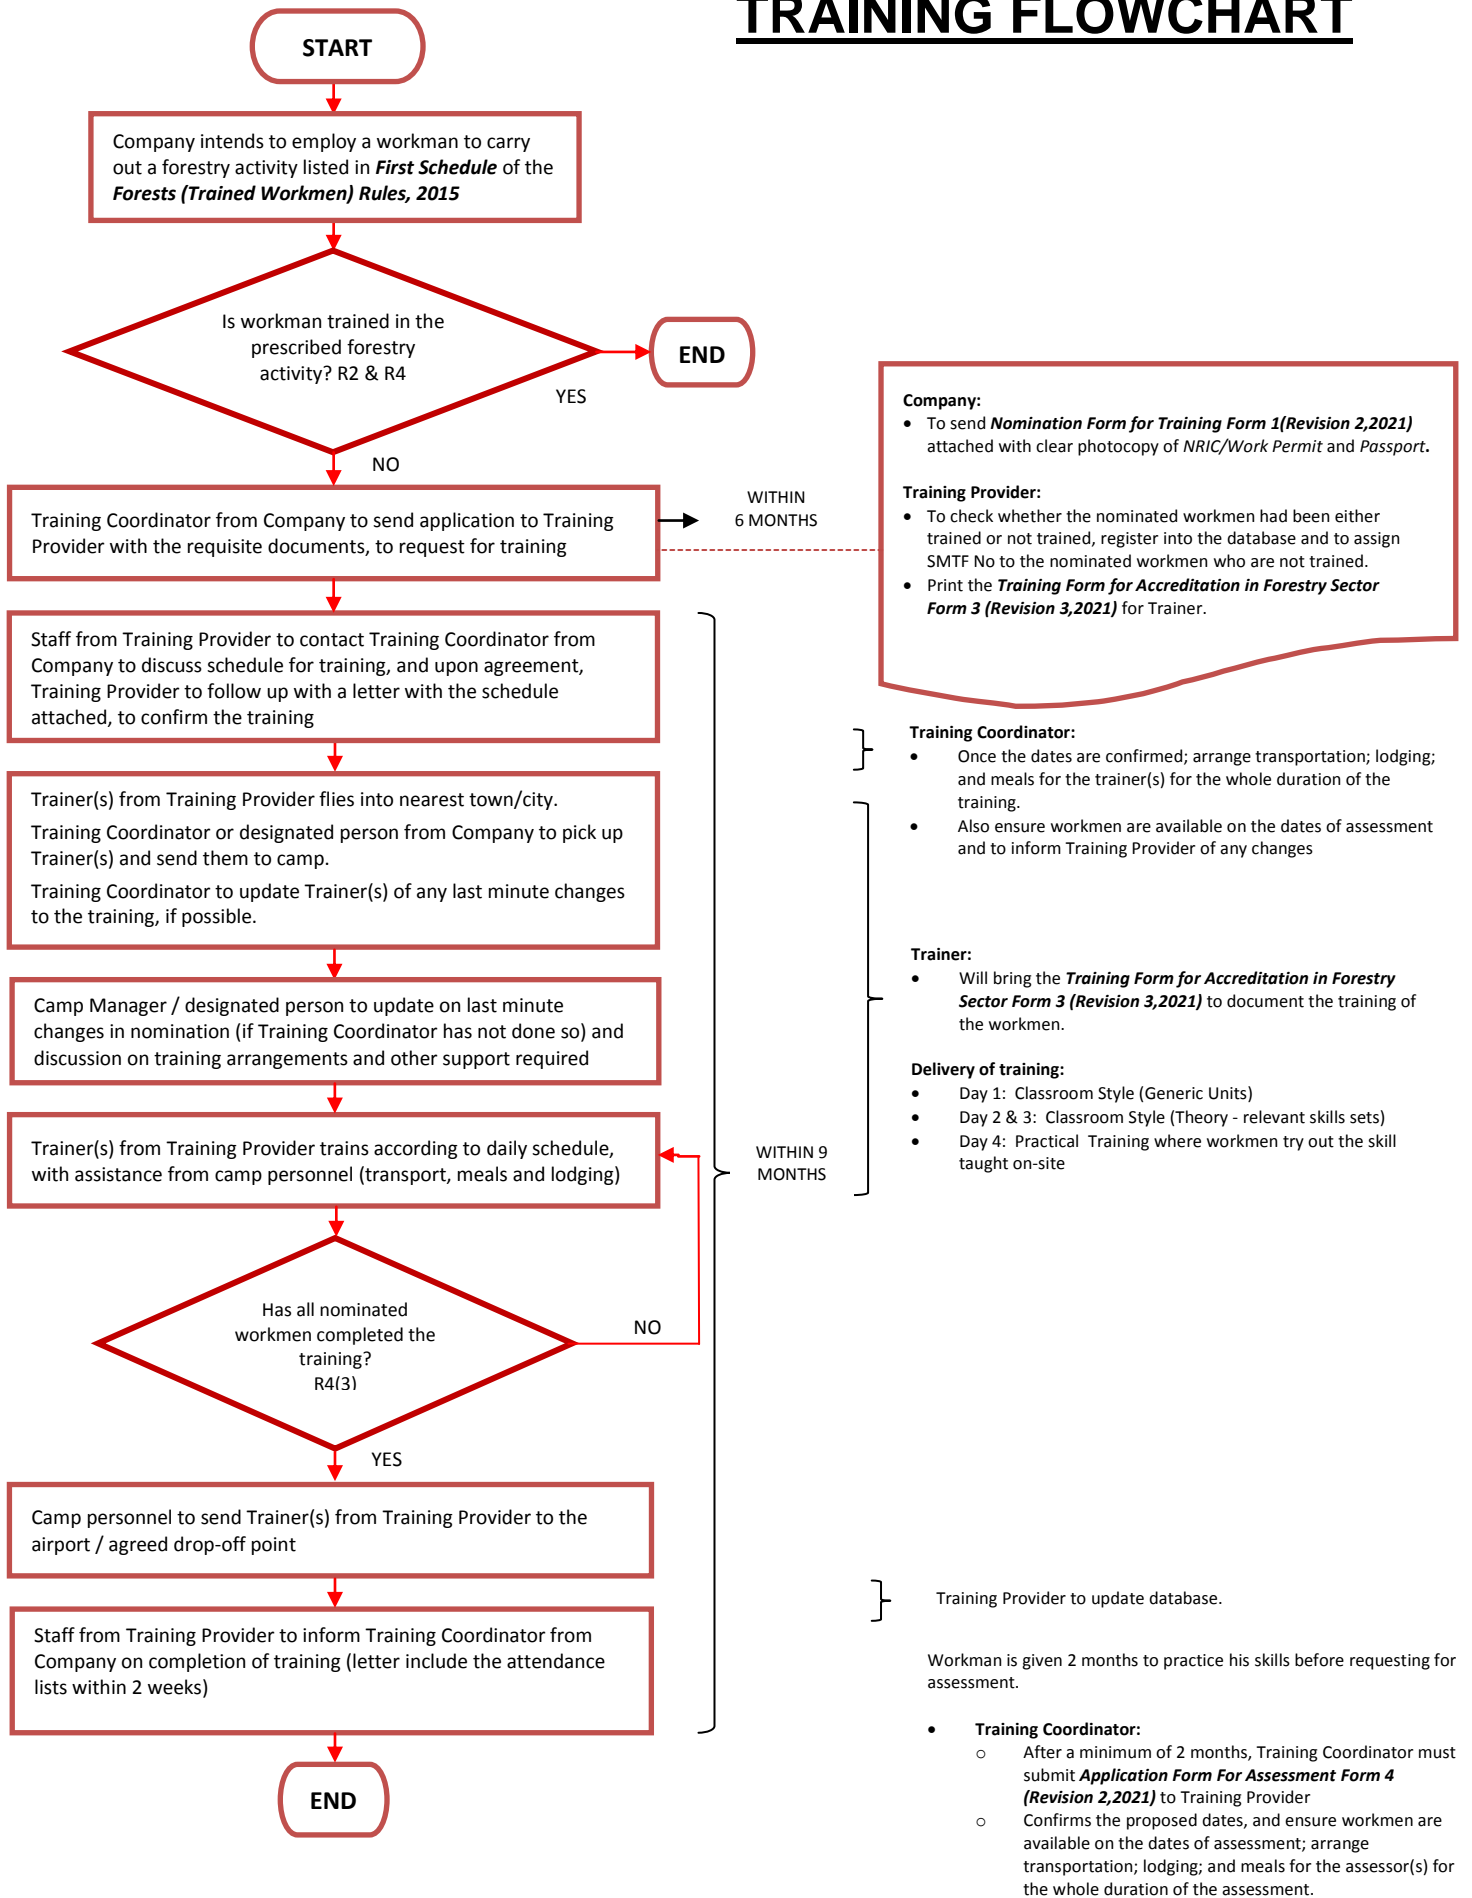 TRAINING FLOWCHART
START
Company intends to employ a workman to carry
out a forestry activity listed in First Schedule of the
Forests (Trained Workmen) Rules, 2015
Is workman trained in the
prescribed forestry
activity? R2 & R4
YES
END
NO
Training Coordinator from Company to send application to Training
Provider with the requisite documents, to request for training
WITHIN
6 MONTHS
Company:
• To send Nomination Form for Training Form 1(Revision 2,2021)
attached with clear photocopy of NRIC/Work Permit and Passport.
Training Provider:
• To check whether the nominated workmen had been either
trained or not trained, register into the database and to assign
SMTF No to the nominated workmen who are not trained.
• Print the Training Form for Accreditation in Forestry Sector
Form 3 (Revision 3,2021) for Trainer.
Staff from Training Provider to contact Training Coordinator from
Company to discuss schedule for training, and upon agreement,
Training Provider to follow up with a letter with the schedule
attached, to confirm the training
Training Coordinator:
• Once the dates are confirmed; arrange transportation; lodging;
and meals for the trainer(s) for the whole duration of the
training.
• Also ensure workmen are available on the dates of assessment
and to inform Training Provider of any changes
Trainer(s) from Training Provider flies into nearest town/city.
Training Coordinator or designated person from Company to pick up
Trainer(s) and send them to camp.
Training Coordinator to update Trainer(s) of any last minute changes
to the training, if possible.
Camp Manager / designated person to update on last minute
changes in nomination (if Training Coordinator has not done so) and
discussion on training arrangements and other support required
Trainer:
• Will bring the Training Form for Accreditation in Forestry
Sector Form 3 (Revision 3,2021) to document the training of
the workmen.
Delivery of training:
• Day 1: Classroom Style (Generic Units)
• Day 2 & 3: Classroom Style (Theory - relevant skills sets)
• Day 4: Practical Training where workmen try out the skill
taught on-site
Trainer(s) from Training Provider trains according to daily schedule,
with assistance from camp personnel (transport, meals and lodging)
WITHIN 9
MONTHS
Has all nominated
workmen completed the
training?
R4(3)
NO
YES
Camp personnel to send Trainer(s) from Training Provider to the
airport / agreed drop-off point
Staff from Training Provider to inform Training Coordinator from
Company on completion of training (letter include the attendance
lists within 2 weeks)
END
Training Provider to update database.
Workman is given 2 months to practice his skills before requesting for
assessment.
• Training Coordinator:
o After a minimum of 2 months, Training Coordinator must
submit Application Form For Assessment Form 4
(Revision 2,2021) to Training Provider
o Confirms the proposed dates, and ensure workmen are
available on the dates of assessment; arrange
transportation; lodging; and meals for the assessor(s) for
the whole duration of the assessment.